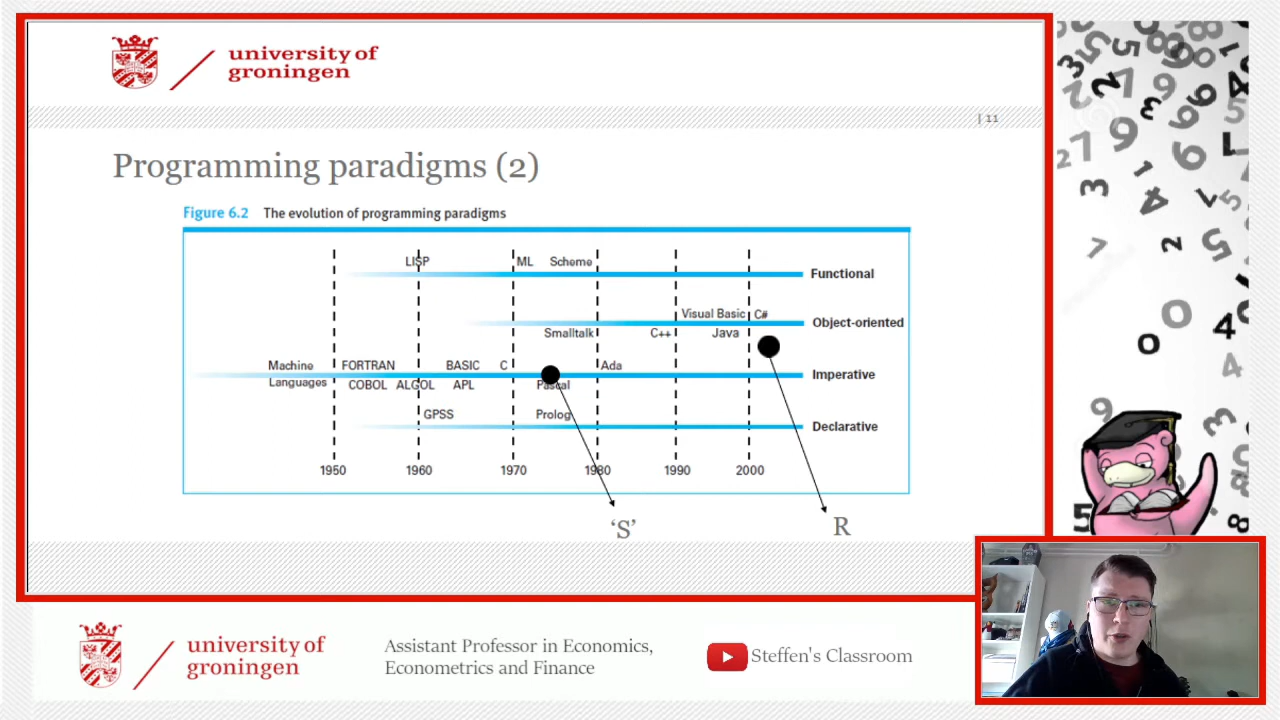 university of
groningen
| 11
Programming paradigms (2)
Figure 6.2 The evolution of programming paradigms
LISP ML Scheme
Functional
Visual Basic C#
Object-oriented
Smalltalk C++ Java
Machine FORTRAN BASIC C Ada
Imperative
Languages COBOL ALGOL APL Pascal
GPSS Prolog
Declarative
1950 1960 1970 1980 1990 2000
‘S’ R
university of
groningen
Assistant Professor in Economics,
Econometrics and Finance
Steffen's Classroom